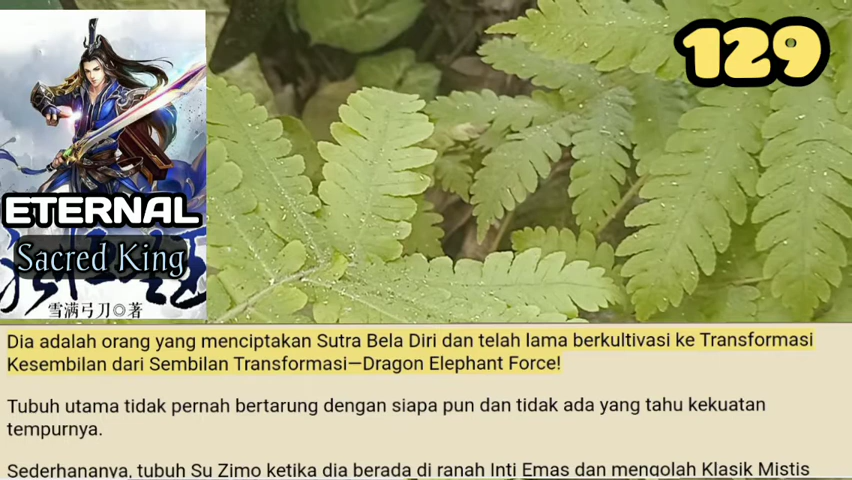 129
ETERNAL
Sacred King
雪满弓刀◎著
Dia adalah orang yang menciptakan Sutra Bela Diri dan telah lama berkultivasi ke Transformasi
Kesembilan dari Sembilan Transformasi—Dragon Elephant Force!
Tubuh utama tidak pernah bertarung dengan siapa pun dan tidak ada yang tahu kekuatan
tempurnya.
Sederhananya, tubuh Su Zimo ketika dia berada di ranah Inti Emas dan mengolah Klasik Mistis